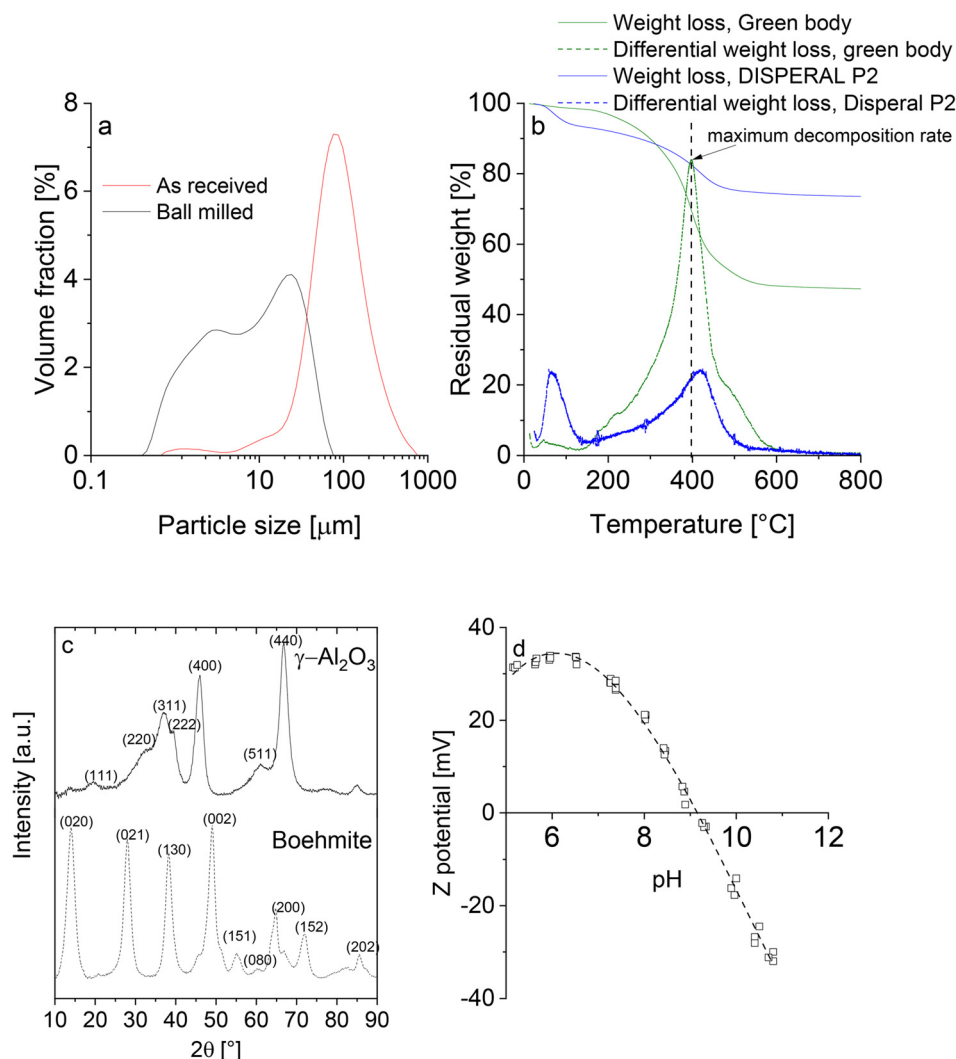 Weight loss, Green body
Differential weight loss, green body
Weight loss, DISPERAL P2
Differential weight loss, Disperal P2
a
As received
Ball milled
8
6
4
2
0
Volume fraction [%]
0.1
10
100
1000
Particle size [μm]
b
maximum decomposition rate
100
80
60
40
20
0
Residual weight [%]
0
200
400
600
800
Temperature [°C]
c
γ−Al₂O₃
(111)
(220)
(311)
(222)
(400)
(511)
(440)
Boehmite
(020)
(021)
(130)
(002)
(151)
(080)
(200)
(152)
(202)
Intensity [a.u.]
10
20
30
40
50
60
70
80
90
2θ [°]
d
40
20
0
-20
-40
Z potential [mV]
6
8
10
12
pH